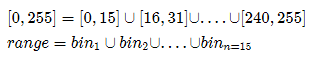 [0, 255] = [0, 15] ∪ [16, 31] ∪ . . . . ∪ [240, 255]
range = bin₁ ∪ bin₂ ∪ . . . . ∪ binₙ₌₁₅